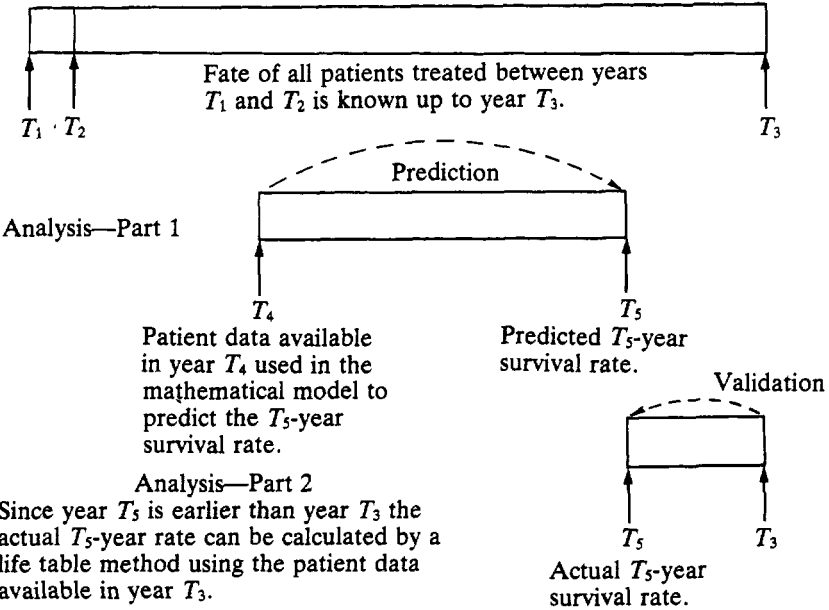 Fate of all patients treated between years
T₁ and T₂ is known up to year T₃.
T₁ · T₂
T₃
Prediction
Analysis—Part 1
T₄
T₅
Patient data available
in year T₄ used in the
mathematical model to
predict the T₅-year
survival rate.
Predicted T₅-year
survival rate.
Validation
Analysis—Part 2
Since year T₅ is earlier than year T₃ the
actual T₅-year rate can be calculated by a
life table method using the patient data
available in year T₃.
T₅
T₃
Actual T₅-year
survival rate.